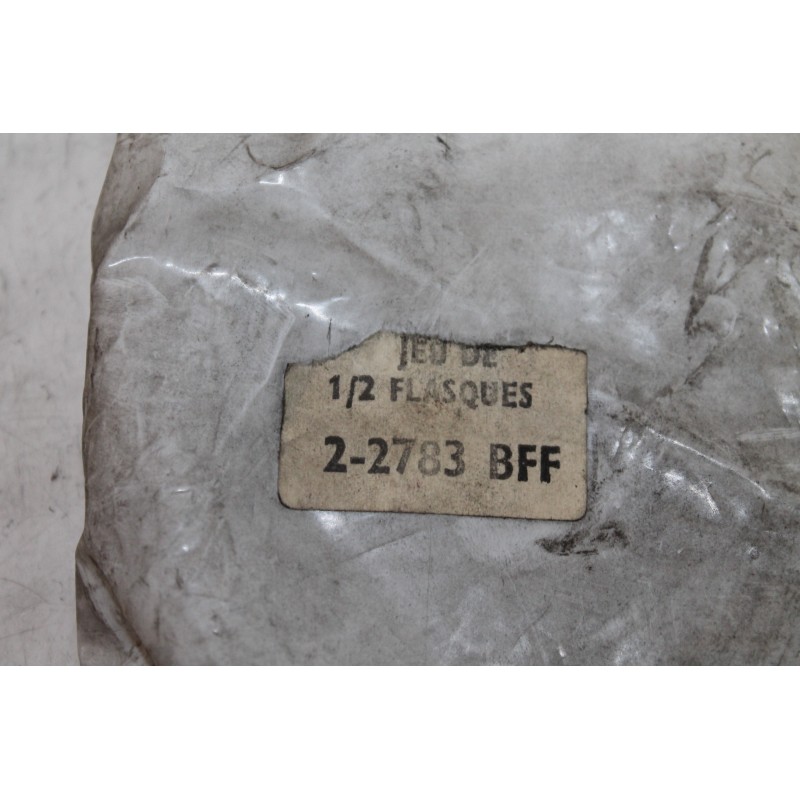 JEU DE
1/2 FLASQUES
2-2783 BFF